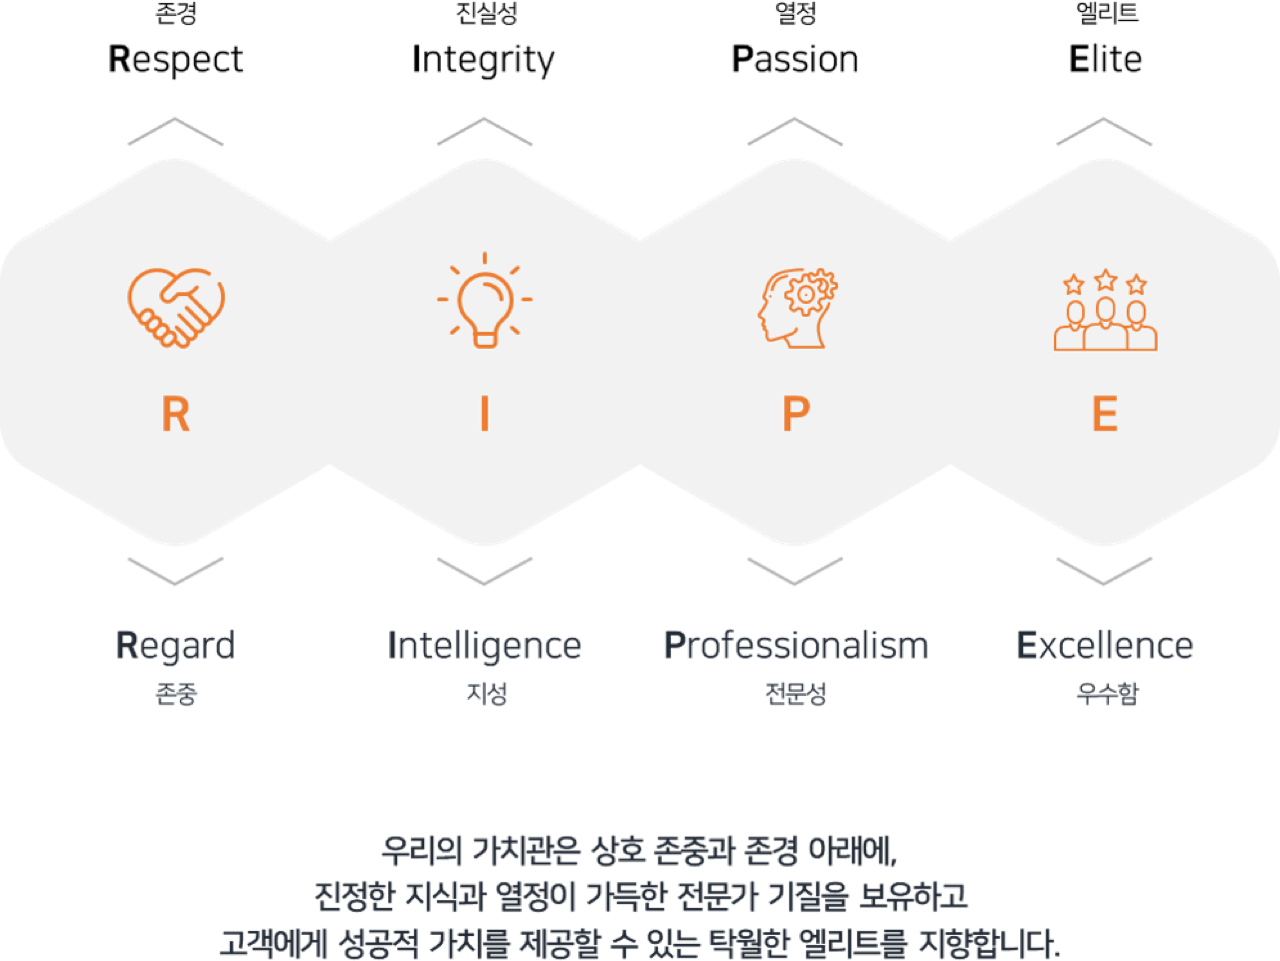 존경 진실성 열정 엘리트
Respect Integrity Passion Elite
R I P E
Regard Intelligence Professionalism Excellence
존중 지성 전문성 우수함
우리의 가치관은 상호 존중과 존경 아래에,
진정한 지식과 열정이 가득한 전문가 기질을 보유하고
고객에게 성공적 가치를 제공할 수 있는 탁월한 엘리트를 지향합니다.